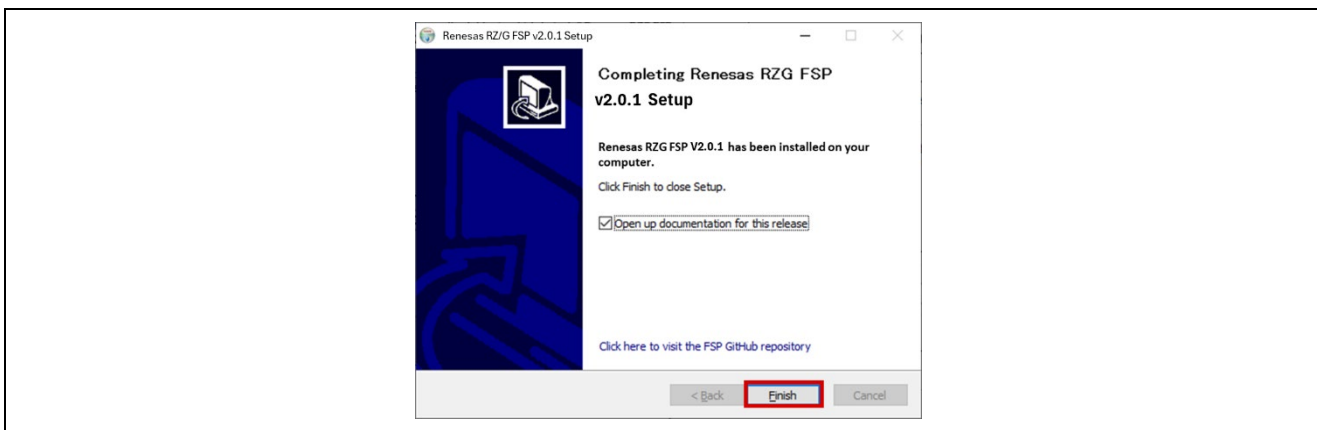 Renesas RZ/G FSP v2.0.1 Setup
Completing Renesas RZG FSP
v2.0.1 Setup
Renesas RZG FSP V2.0.1 has been installed on your
computer.
Click Finish to close Setup.
Open up documentation for this release
Click here to visit the FSP GitHub repository
< Back Finish Cancel